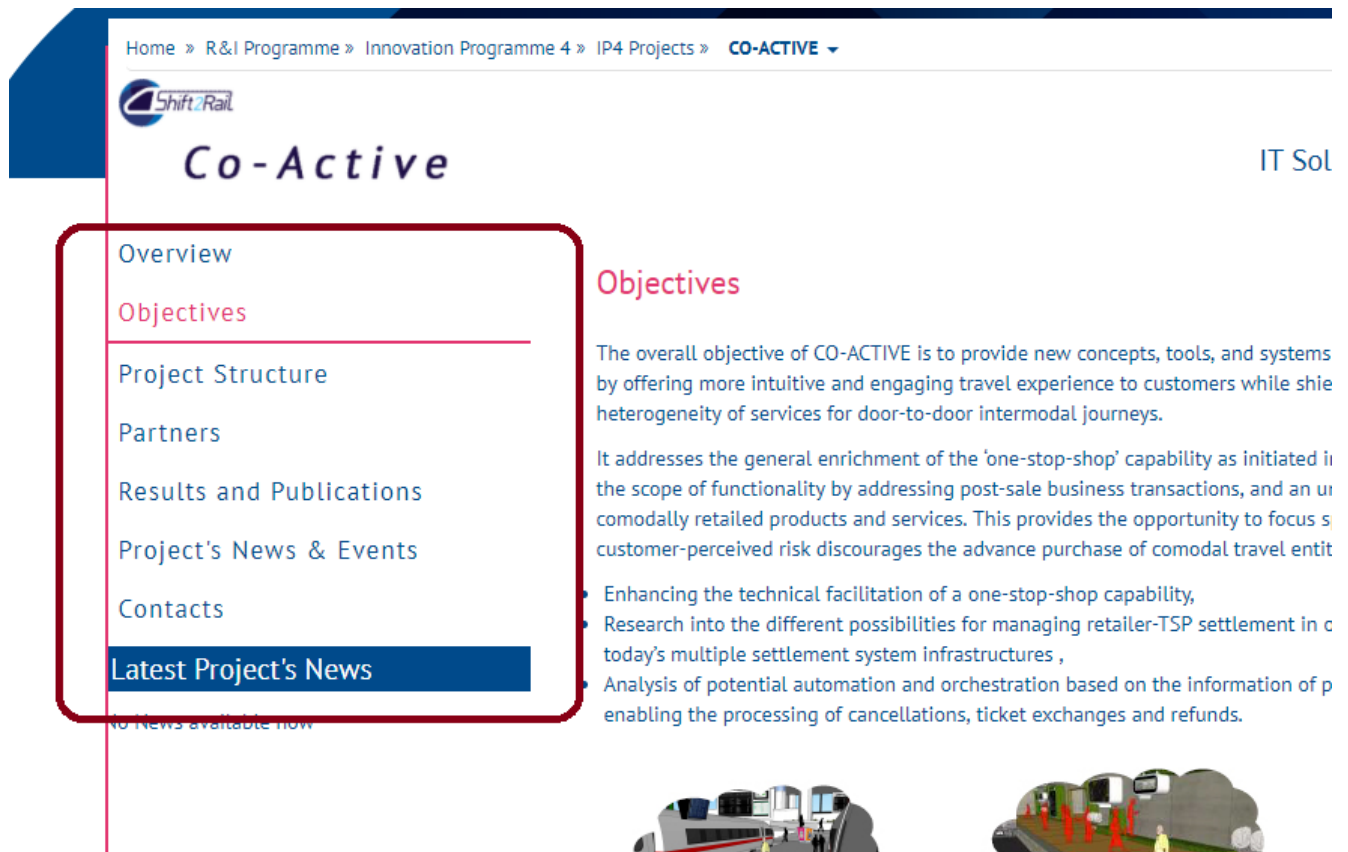 Home » R&I Programme » Innovation Programme 4 » IP4 Projects » CO-ACTIVE
Shift2Rail
Co-Active
IT Sol
Overview
Objectives
Project Structure
Partners
Results and Publications
Project's News & Events
Contacts
Latest Project's News
No News available now
Objectives
The overall objective of CO-ACTIVE is to provide new concepts, tools, and systems
by offering more intuitive and engaging travel experience to customers while shie
heterogeneity of services for door-to-door intermodal journeys.
It addresses the general enrichment of the ‘one-stop-shop’ capability as initiated i
the scope of functionality by addressing post-sale business transactions, and an u
comodally retailed products and services. This provides the opportunity to focus s
customer-perceived risk discourages the advance purchase of comodal travel entit
• Enhancing the technical facilitation of a one-stop-shop capability,
• Research into the different possibilities for managing retailer-TSP settlement in o
today's multiple settlement system infrastructures ,
• Analysis of potential automation and orchestration based on the information of p
enabling the processing of cancellations, ticket exchanges and refunds.